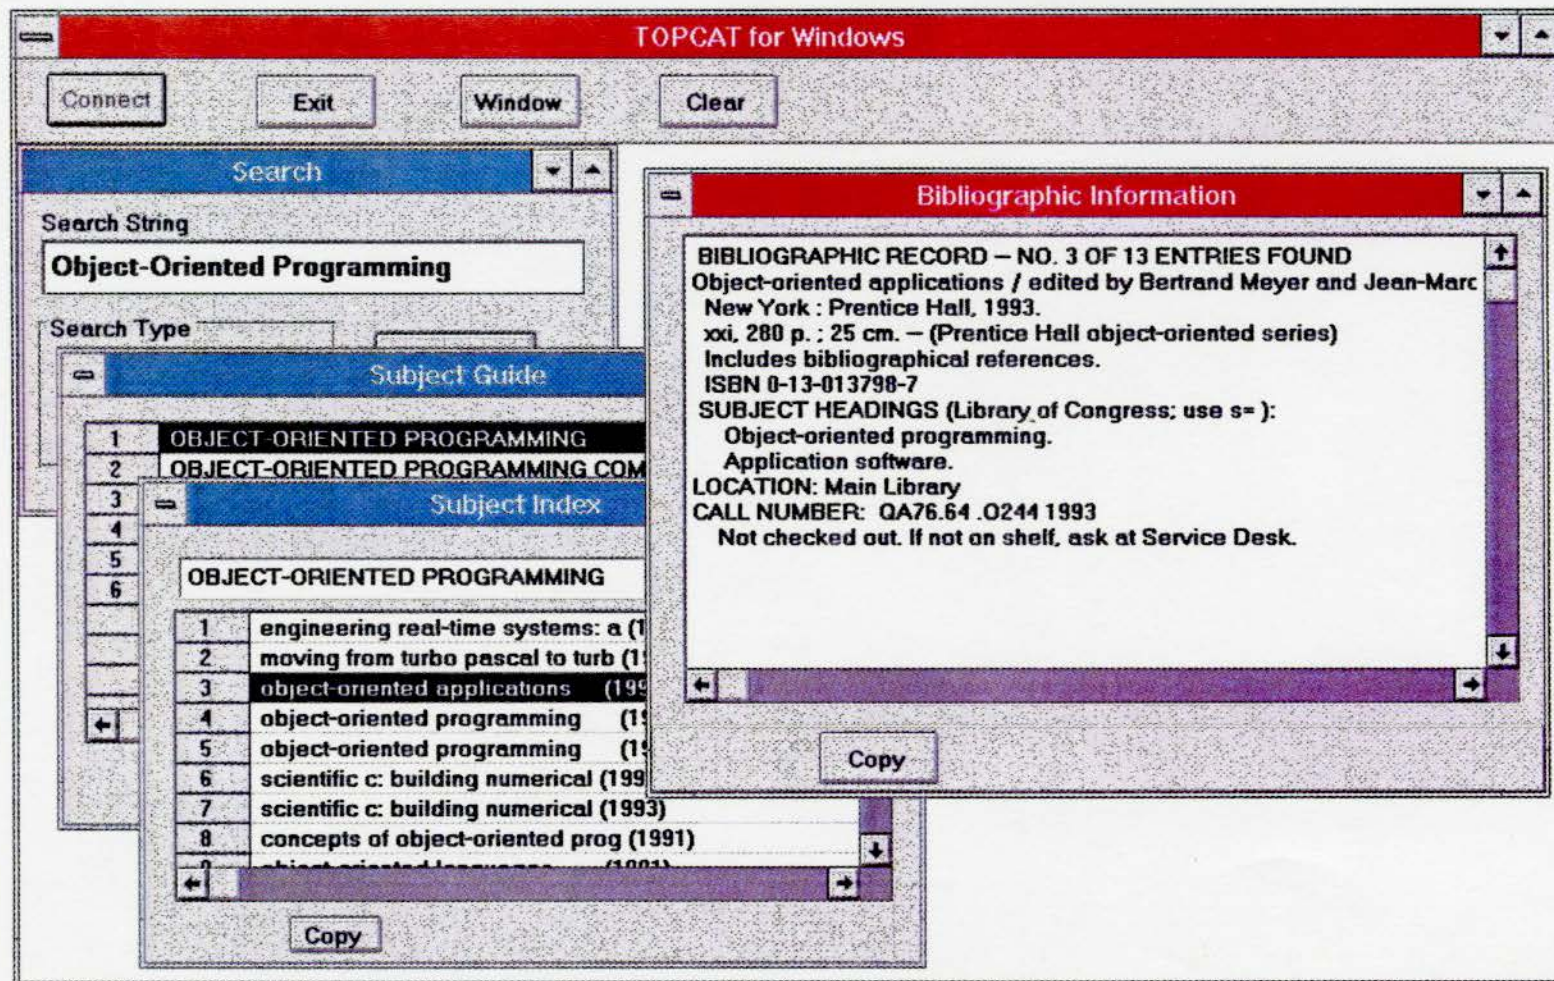 TOPCAT for Windows
Connect Exit Window Clear
Search
Search String
Object-Oriented Programming
Search Type
Subject Guide
1 OBJECT-ORIENTED PROGRAMMING
2 OBJECT-ORIENTED PROGRAMMING COM
3
4
5
6
Subject Index
OBJECT-ORIENTED PROGRAMMING
1 engineering real-time systems: a (1
2 moving from turbo pascal to turb (19
3 object-oriented applications (199
4 object-oriented programming (19
5 object-oriented programming (19
6 scientific c: building numerical (199
7 scientific c: building numerical (1993)
8 concepts of object-oriented prog (1991)
Copy
Bibliographic Information
BIBLIOGRAPHIC RECORD – NO. 3 OF 13 ENTRIES FOUND
Object-oriented applications / edited by Bertrand Meyer and Jean-Marc
New York : Prentice Hall, 1993.
xxi, 280 p. ; 25 cm. – (Prentice Hall object-oriented series)
Includes bibliographical references.
ISBN 0-13-013798-7
SUBJECT HEADINGS (Library of Congress; use s= ):
Object-oriented programming.
Application software.
LOCATION: Main Library
CALL NUMBER: QA76.64 .O244 1993
Not checked out. If not on shelf, ask at Service Desk.
Copy